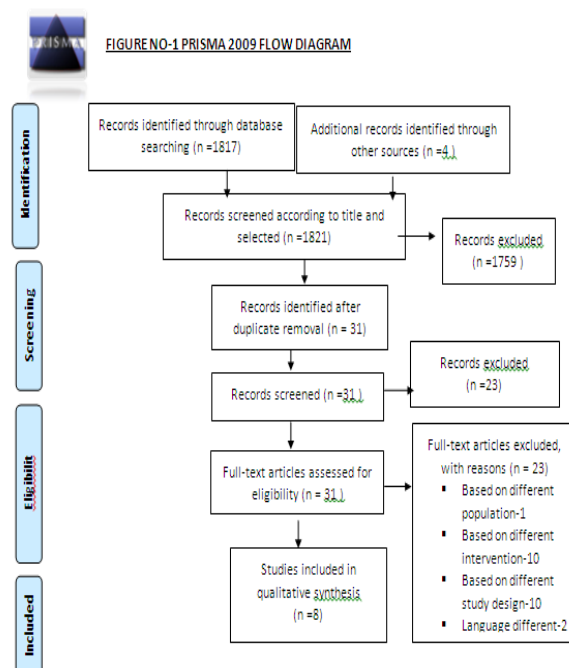 PRISMA
FIGURE NO-1 PRISMA 2009 FLOW DIAGRAM
Identification
Records identified through database
searching (n =1817)
Additional records identified through
other sources (n =4 )
Records screened according to title and
selected (n =1821)
Records excluded
(n =1759 )
Screening
Records identified after
duplicate removal (n = 31)
Records screened (n =31 )
Records excluded
(n =23)
Eligibilit
Full-text articles assessed for
eligibility (n = 31 )
Full-text articles excluded,
with reasons (n = 23)
▪ Based on different
population-1
▪ Based on different
intervention-10
▪ Based on different
study design-10
▪ Language different-2
Included
Studies included in
qualitative synthesis
(n =8)